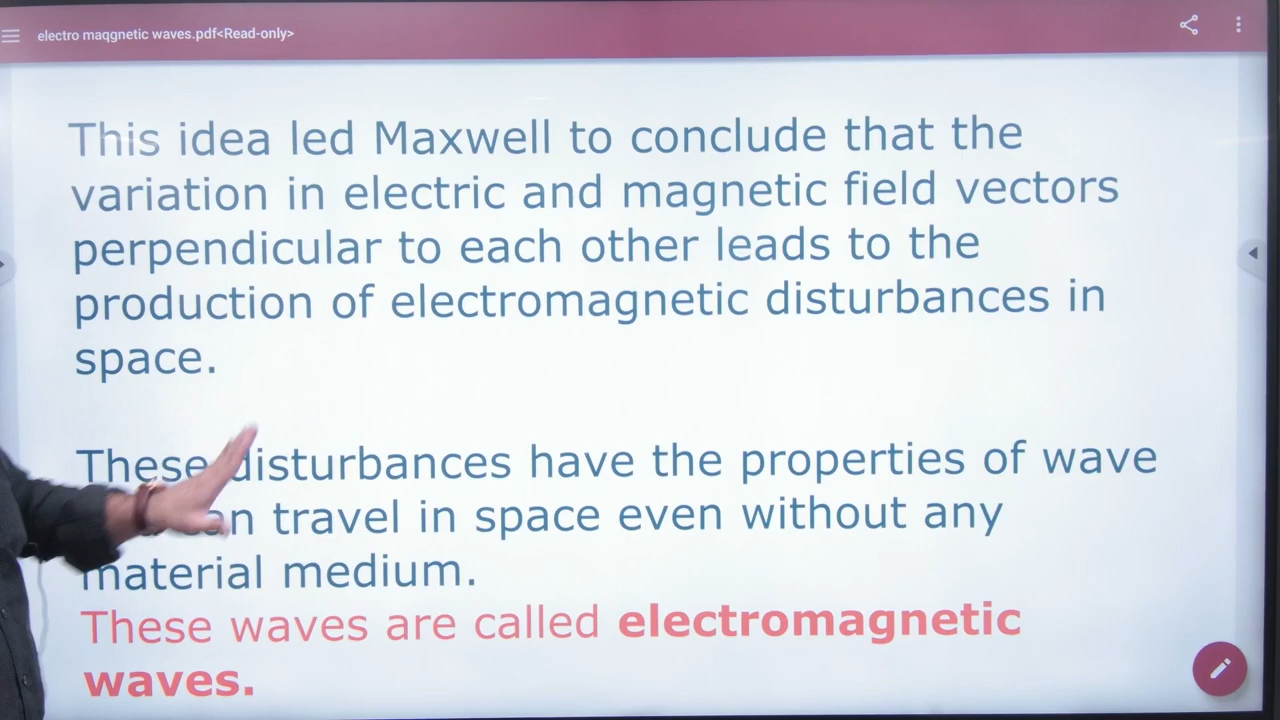 electro maqgnetic waves.pdf<Read-only>
This idea led Maxwell to conclude that the
variation in electric and magnetic field vectors
perpendicular to each other leads to the
production of electromagnetic disturbances in
space.
These disturbances have the properties of wave
can travel in space even without any
material medium.
These waves are called electromagnetic
waves.